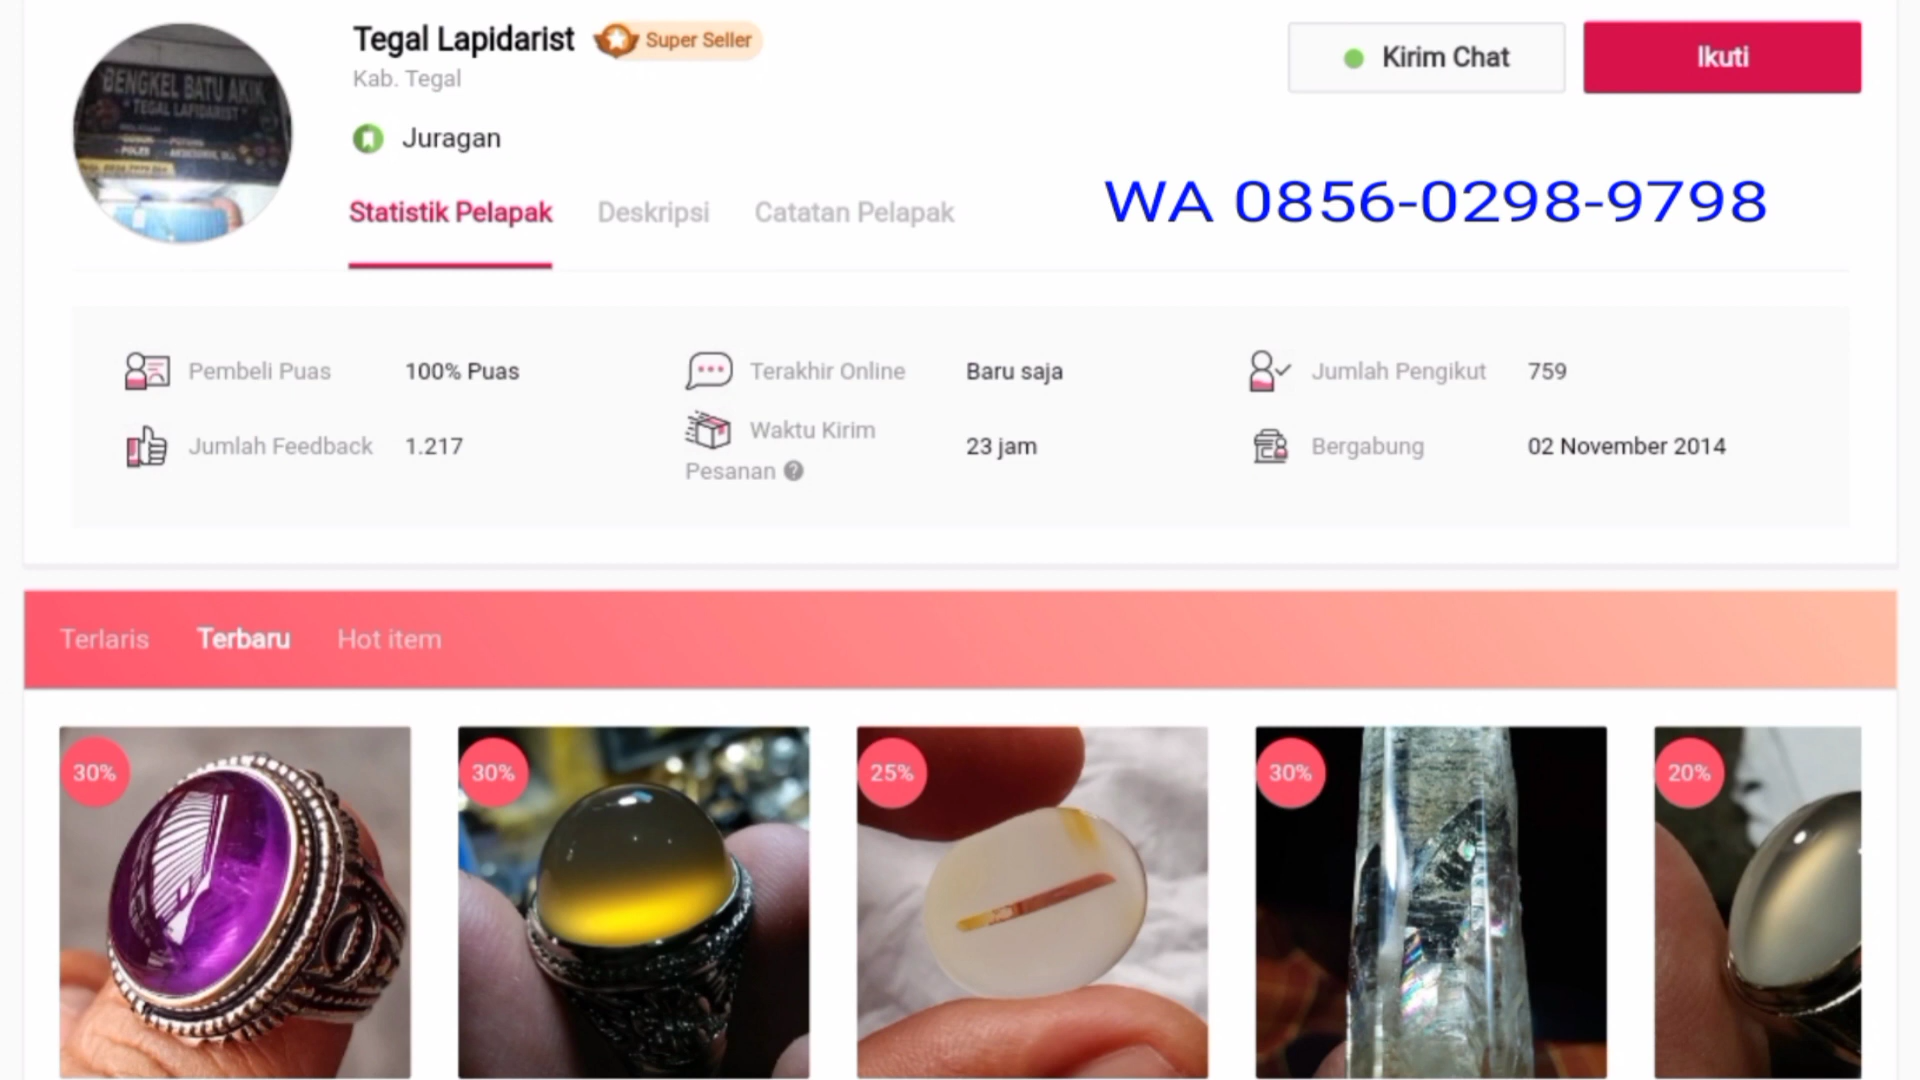 Tegal Lapidarist
Super Seller
Kab. Tegal
Juragan
Kirim Chat
Ikuti
BENGKEL BATU AKIK
"TEGAL LAPIDARIST"
Statistik Pelapak
Deskripsi
Catatan Pelapak
WA 0856-0298-9798
Pembeli Puas
100% Puas
Terakhir Online
Baru saja
Jumlah Pengikut
759
Jumlah Feedback
1.217
Waktu Kirim
Pesanan ?
23 jam
Bergabung
02 November 2014
Terlaris
Terbaru
Hot item
30%
30%
25%
30%
20%